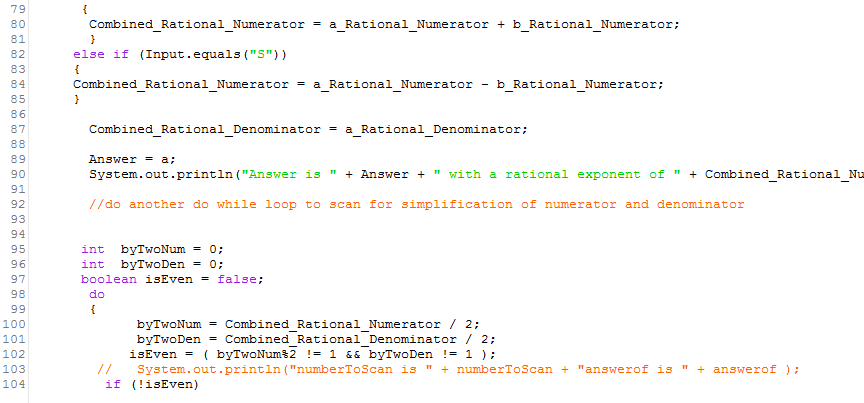 79 {
80 Combined_Rational_Numerator = a_Rational_Numerator + b_Rational_Numerator;
81 }
82 else if (Input.equals("S"))
83 {
84 Combined_Rational_Numerator = a_Rational_Numerator - b_Rational_Numerator;
85 }
86
87 Combined_Rational_Denominator = a_Rational_Denominator;
88
89 Answer = a;
90 System.out.println("Answer is " + Answer + " with a rational exponent of " + Combined_Rational_Nu
91
92 //do another do while loop to scan for simplification of numerator and denominator
93
94
95 int byTwoNum = 0;
96 int byTwoDen = 0;
97 boolean isEven = false;
98 do
99 {
100 byTwoNum = Combined_Rational_Numerator / 2;
101 byTwoDen = Combined_Rational_Denominator / 2;
102 isEven = ( byTwoNum%2 != 1 && byTwoDen != 1 );
103 // System.out.println("numberToScan is " + numberToScan + "answerof is " + answerof );
104 if (!isEven)